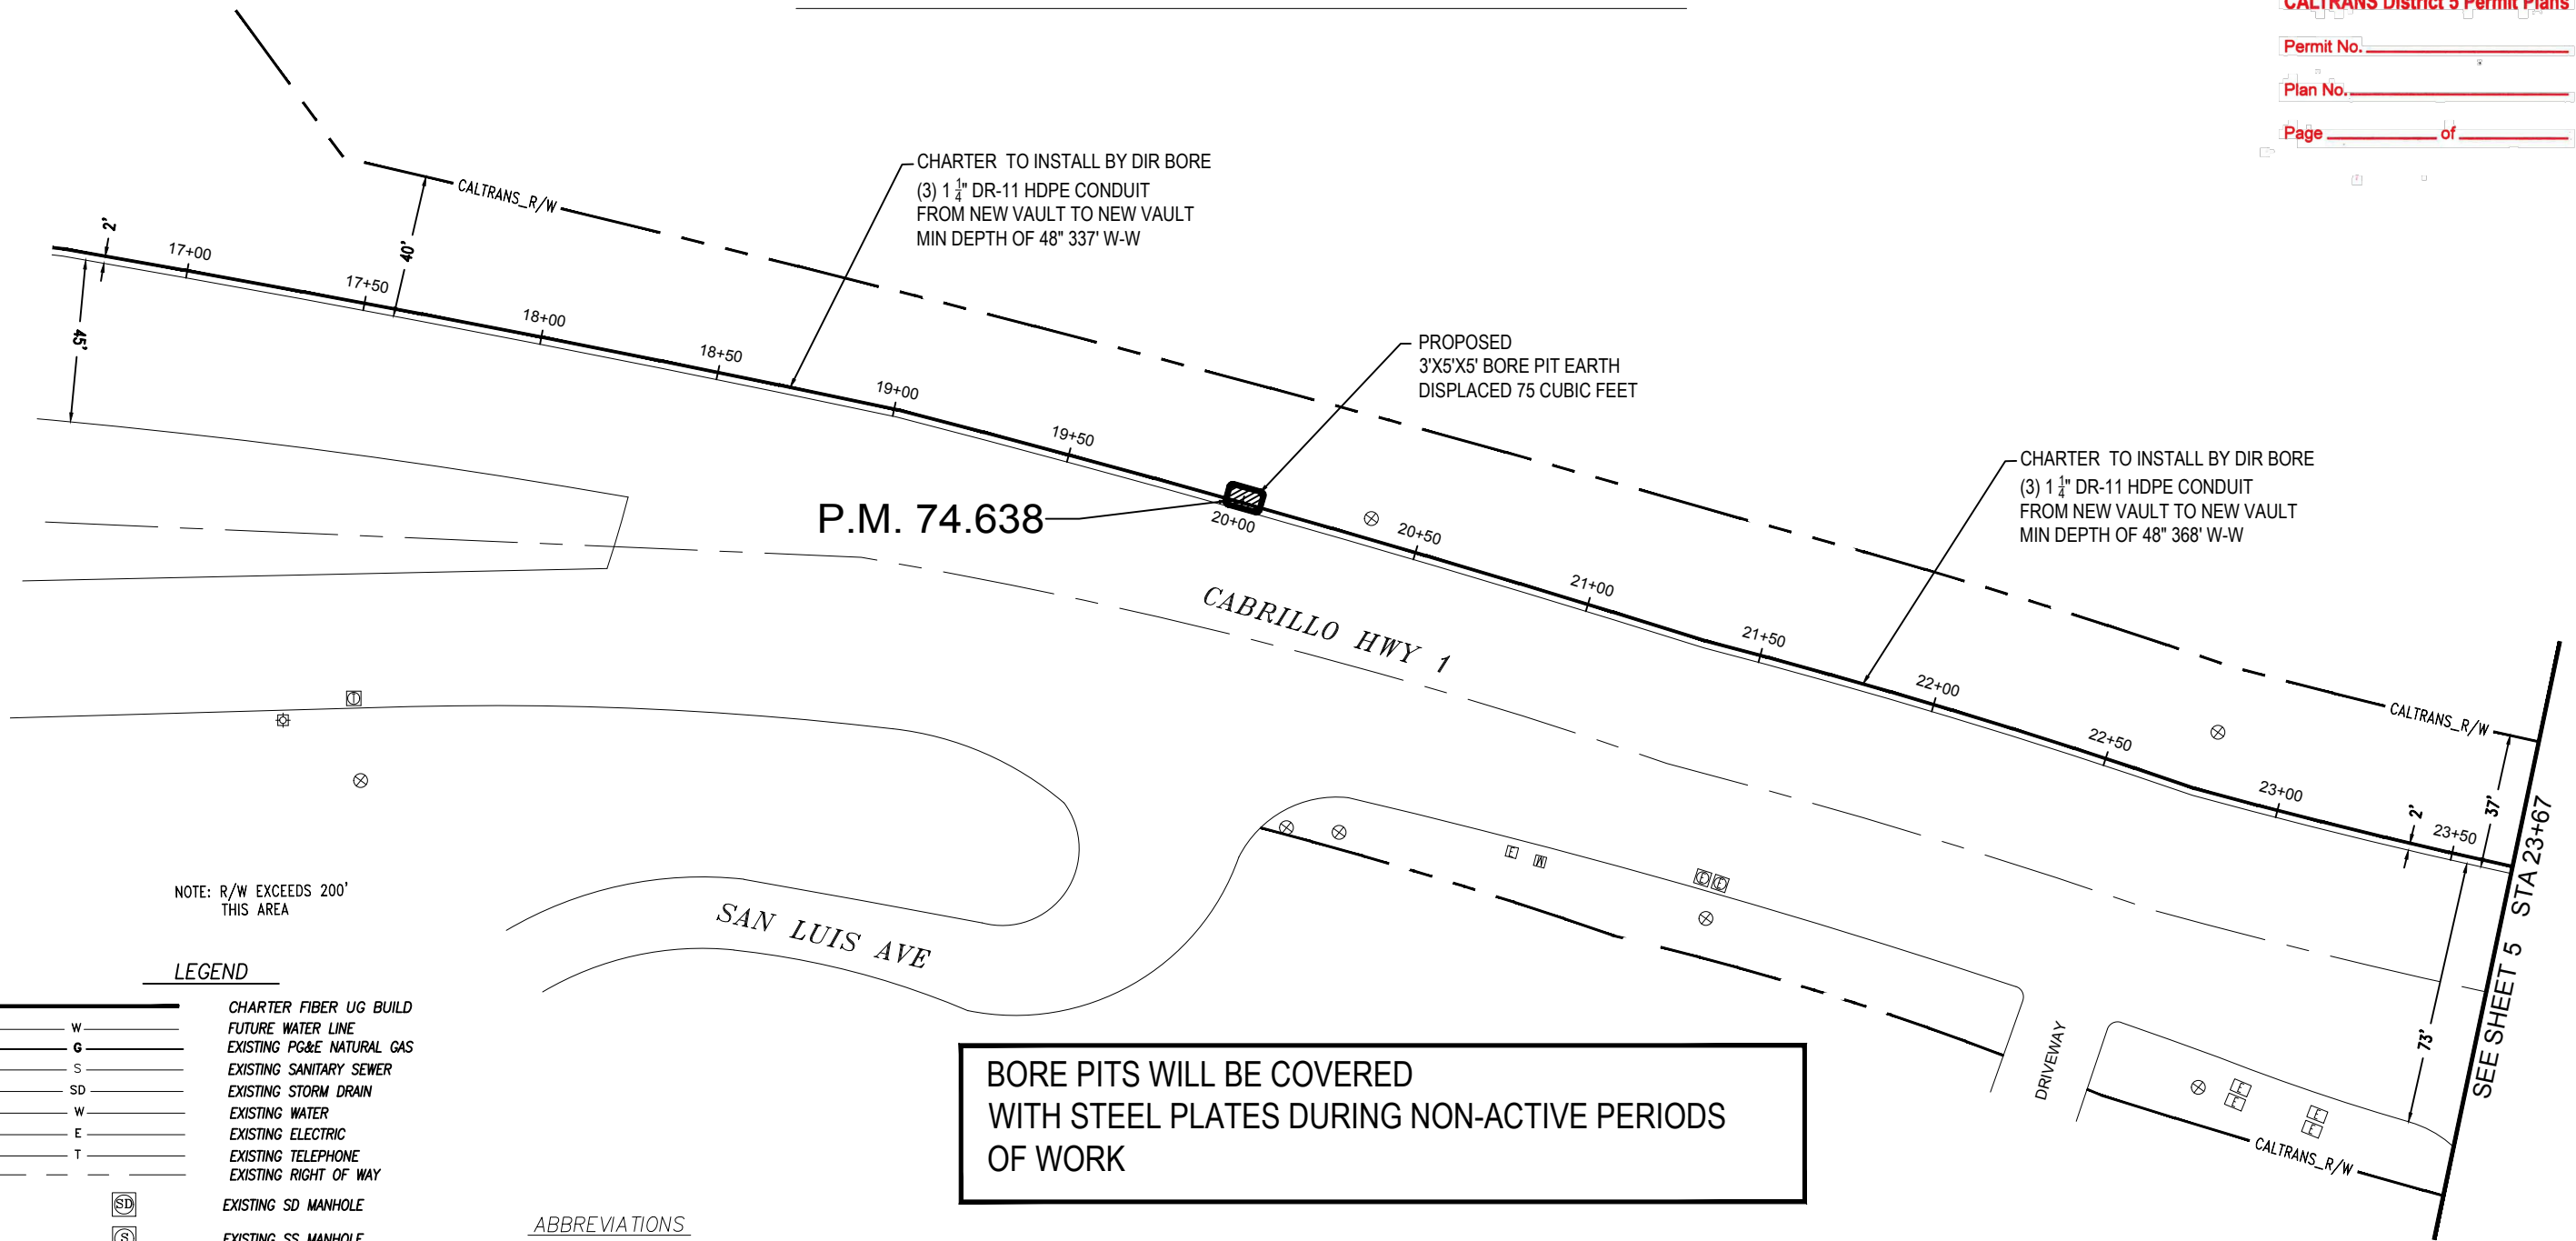 CALTRANS District 5 Permit Plans
Permit No.
Plan No.
Page of
CHARTER TO INSTALL BY DIR BORE
(3) 1 1/4" DR-11 HDPE CONDUIT
FROM NEW VAULT TO NEW VAULT
MIN DEPTH OF 48" 337' W-W
CALTRANS_R/W
2'
17+00
40'
17+50
45'
18+00
18+50
19+00
19+50
PROPOSED
3'X5'X5' BORE PIT EARTH
DISPLACED 75 CUBIC FEET
P.M. 74.638
20+00
20+50
21+00
21+50
22+00
22+50
23+00
23+50
CHARTER TO INSTALL BY DIR BORE
(3) 1 1/4" DR-11 HDPE CONDUIT
FROM NEW VAULT TO NEW VAULT
MIN DEPTH OF 48" 368' W-W
CABRILLO HWY 1
CALTRANS_R/W
2'
37'
73'
SEE SHEET 5 STA 23+67
T
E
SAN LUIS AVE
DRIVEWAY
CALTRANS_R/W
NOTE: R/W EXCEEDS 200'
THIS AREA
LEGEND
CHARTER FIBER UG BUILD
W FUTURE WATER LINE
G EXISTING PG&E NATURAL GAS
S EXISTING SANITARY SEWER
SD EXISTING STORM DRAIN
W EXISTING WATER
E EXISTING ELECTRIC
T EXISTING TELEPHONE
EXISTING RIGHT OF WAY
SD EXISTING SD MANHOLE
S EXISTING SS MANHOLE
ABBREVIATIONS
BORE PITS WILL BE COVERED
WITH STEEL PLATES DURING NON-ACTIVE PERIODS
OF WORK